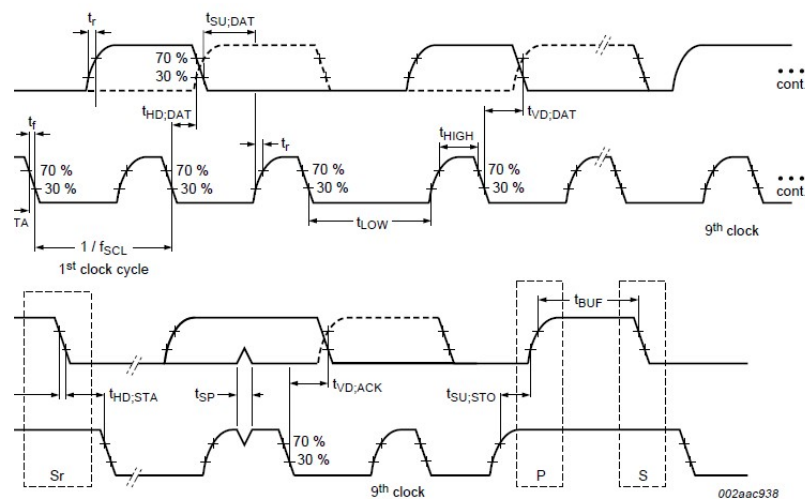 tr
tSU;DAT
tBUF
70 %
30 %
cont.
tHD;DAT
tVD;DAT
tf
tr
tHIGH
70 %
30 %
70 %
30 %
70 %
30 %
cont.
TA
tLOW
9th clock
1 / fSCL
1st clock cycle
tBUF
tHD;STA
tSP
tVD;ACK
tSU;STO
70 %
30 %
Sr
P
S
9th clock
002aac938